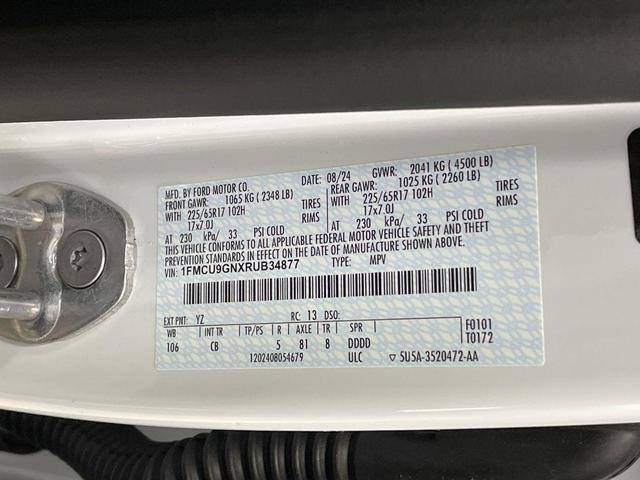 MFD. BY FORD MOTOR CO. DATE: 08/24 GVWR: 2041 KG ( 4500 LB)
FRONT GAWR: 1065 KG ( 2348 LB) REAR GAWR: 1025 KG ( 2260 LB)
WITH 225/65R17 102H TIRES WITH 225/65R17 102H TIRES
17x7.0J RIMS 17x7.0J RIMS
AT 230 kPa/ 33 PSI COLD AT 230 kPa/ 33 PSI COLD
THIS VEHICLE CONFORMS TO ALL APPLICABLE FEDERAL MOTOR VEHICLE SAFETY AND BUMPER
STANDARDS IN EFFECT ON THE DATE OF MANUFACTURE SHOWN ABOVE.
VIN: 1FMCU9GNXRUB34877 TYPE: MPV
EXT PNT: YZ RC: 13 DSO:
WB INT TR TP/PS R AXLE TR SPR F0101
106 CB 5 81 8 DDDD T0172
1202408054679 ULC ▽ 5U5A-3520472-AA